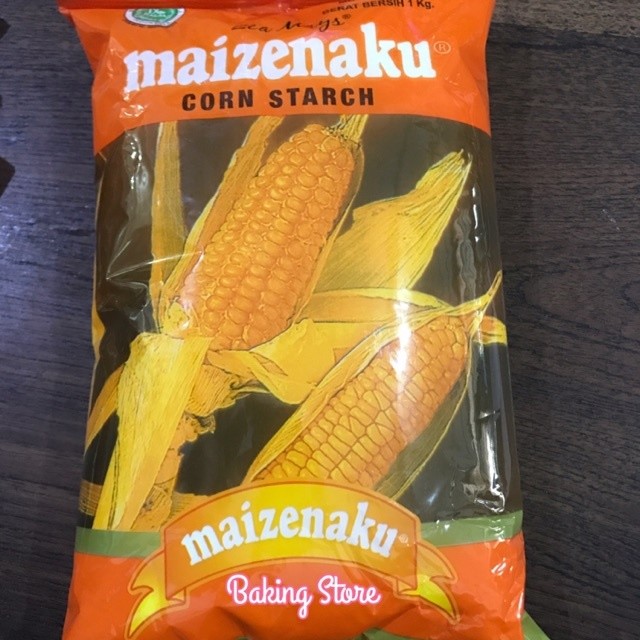 BERAT BERSIH 1 Kg.
maizenaku®
CORN STARCH
maizenaku®
Baking Store